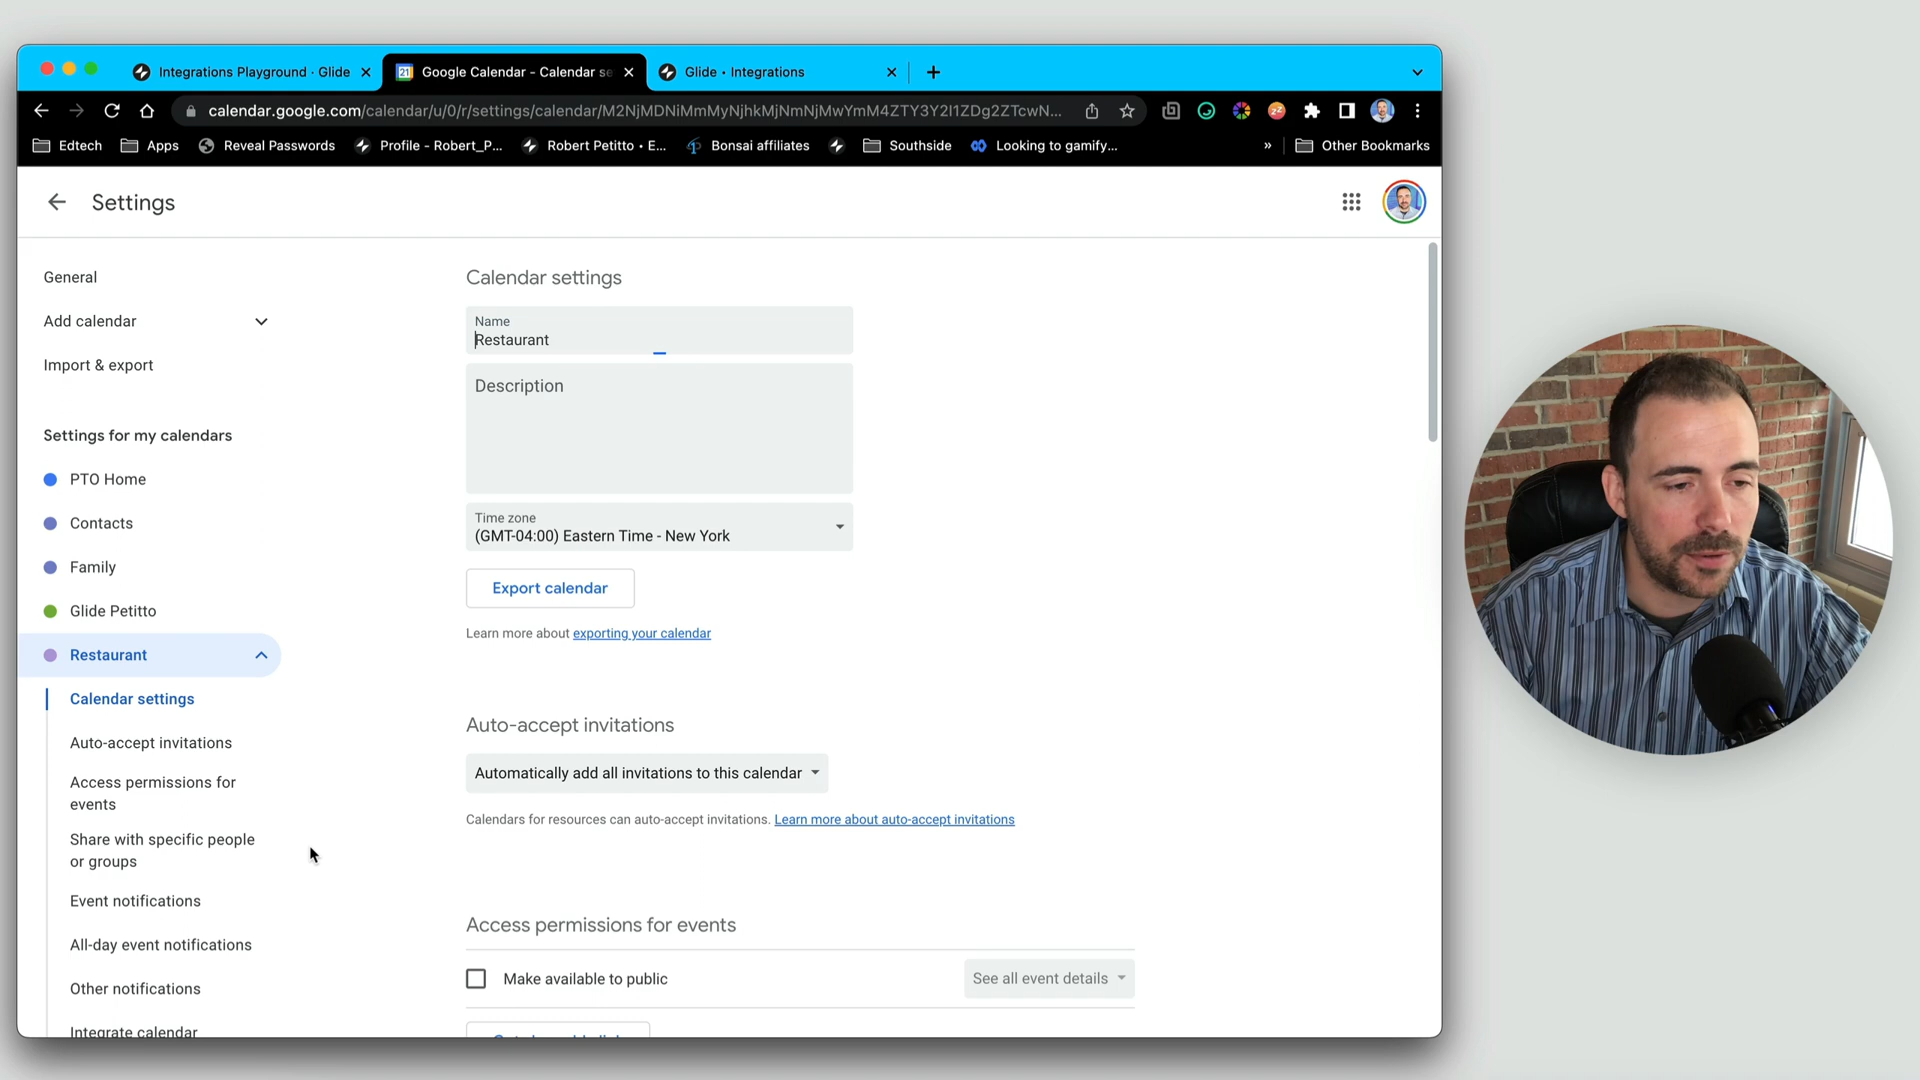 Integrations Playground · Glide
21 Google Calendar - Calendar se
Glide • Integrations
calendar.google.com/calendar/u/0/r/settings/calendar/
Edtech
Apps
Reveal Passwords
Profile - Robert_P...
Robert Petitto • E...
Bonsai affiliates
Southside
Looking to gamify...
»
Other Bookmarks
Settings
General
Add calendar
Import & export
Settings for my calendars
PTO Home
Contacts
Family
Glide Petitto
Restaurant
Calendar settings
Auto-accept invitations
Access permissions for
events
Share with specific people
or groups
Event notifications
All-day event notifications
Other notifications
Integrate calendar
Calendar settings
Name
Restaurant
Description
Time zone
(GMT-04:00) Eastern Time - New York
Export calendar
Learn more about exporting your calendar
Auto-accept invitations
Automatically add all invitations to this calendar
Calendars for resources can auto-accept invitations. Learn more about auto-accept invitations
Access permissions for events
Make available to public
See all event details